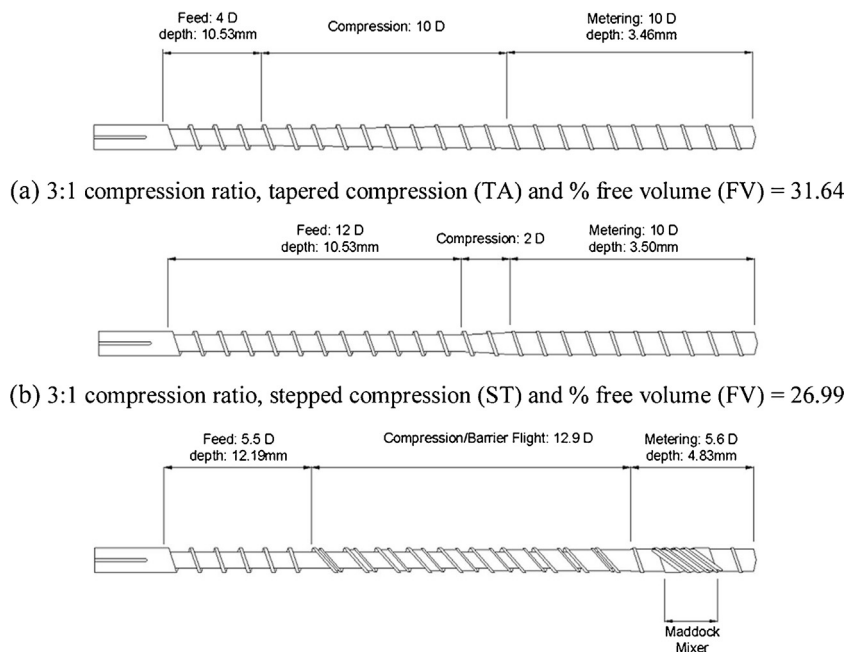 Feed: 4 D
depth: 10.53mm
Compression: 10 D
Metering: 10 D
depth: 3.46mm
(a) 3:1 compression ratio, tapered compression (TA) and % free volume (FV) = 31.64
Feed: 12 D
depth: 10.53mm
Compression: 2 D
Metering: 10 D
depth: 3.50mm
(b) 3:1 compression ratio, stepped compression (ST) and % free volume (FV) = 26.99
Feed: 5.5 D
depth: 12.19mm
Compression/Barrier Flight: 12.9 D
Metering: 5.6 D
depth: 4.83mm
Maddock
Mixer